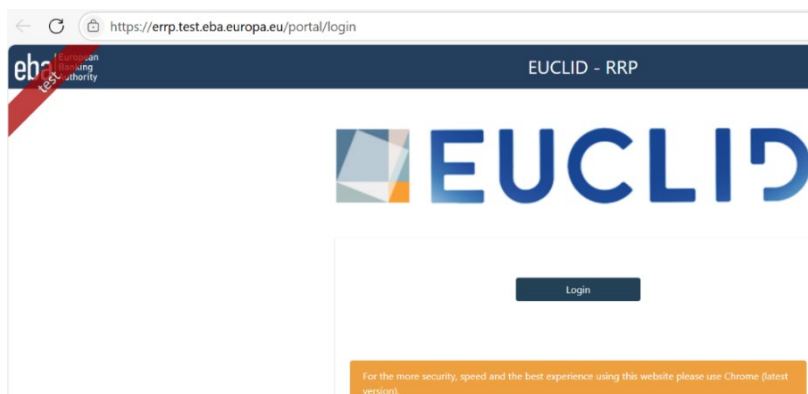 https://errp.test.eba.europa.eu/portal/login
eba European
Banking
Authority
test
EUCLID - RRP
EUCLID
Login
For the more security, speed and the best experience using this website please use Chrome (latest
version).